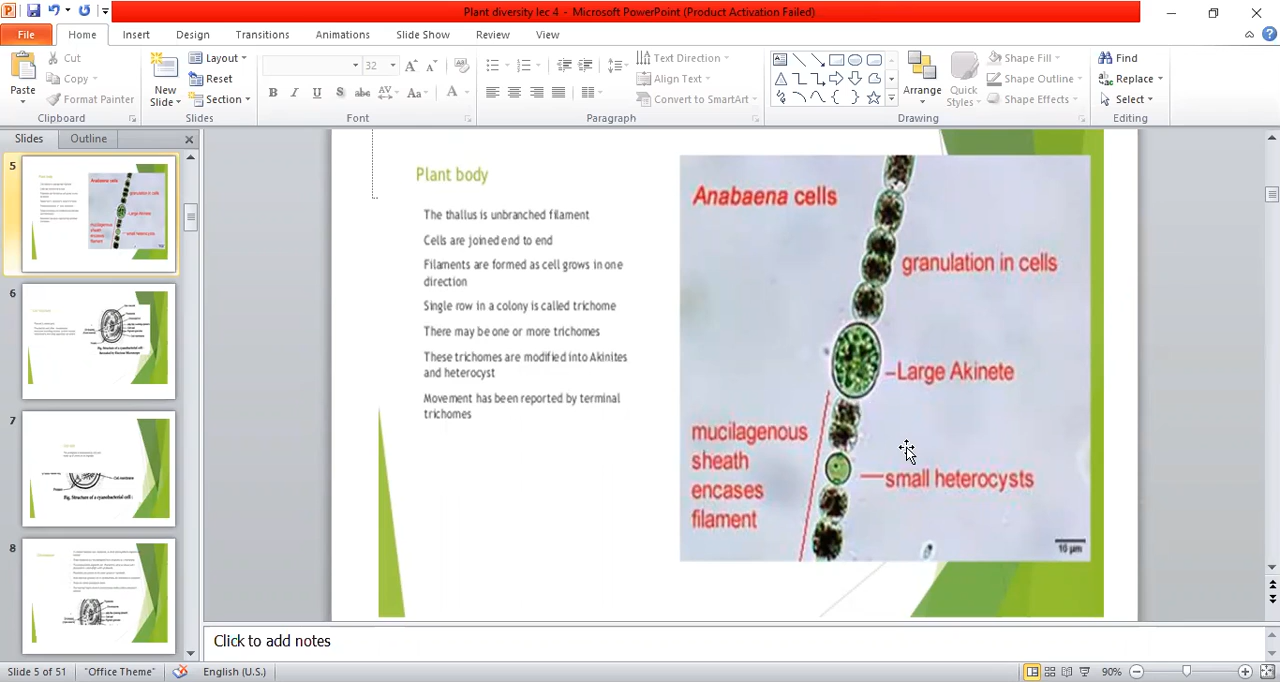 Plant diversity lec 4 - Microsoft PowerPoint (Product Activation Failed)
File Home Insert Design Transitions Animations Slide Show Review View
Cut
Copy
Format Painter
Paste
Clipboard
New Slide
Layout
Reset
Section
Slides
32
Font
Text Direction
Align Text
Convert to SmartArt
Paragraph
Arrange
Quick Styles
Shape Fill
Shape Outline
Shape Effects
Drawing
Find
Replace
Select
Editing
Slides Outline
5
6
7
8
Plant body
The thallus is unbranched filament
Cells are joined end to end
Filaments are formed as cell grows in one
direction
Single row in a colony is called trichome
There may be one or more trichomes
These trichomes are modified into Akinites
and heterocyst
Movement has been reported by terminal
trichomes
Anabaena cells
granulation in cells
Large Akinete
mucilagenous
sheath
encases
filament
small heterocysts
10 µm
Click to add notes
Slide 5 of 51 "Office Theme" English (U.S.) 90%